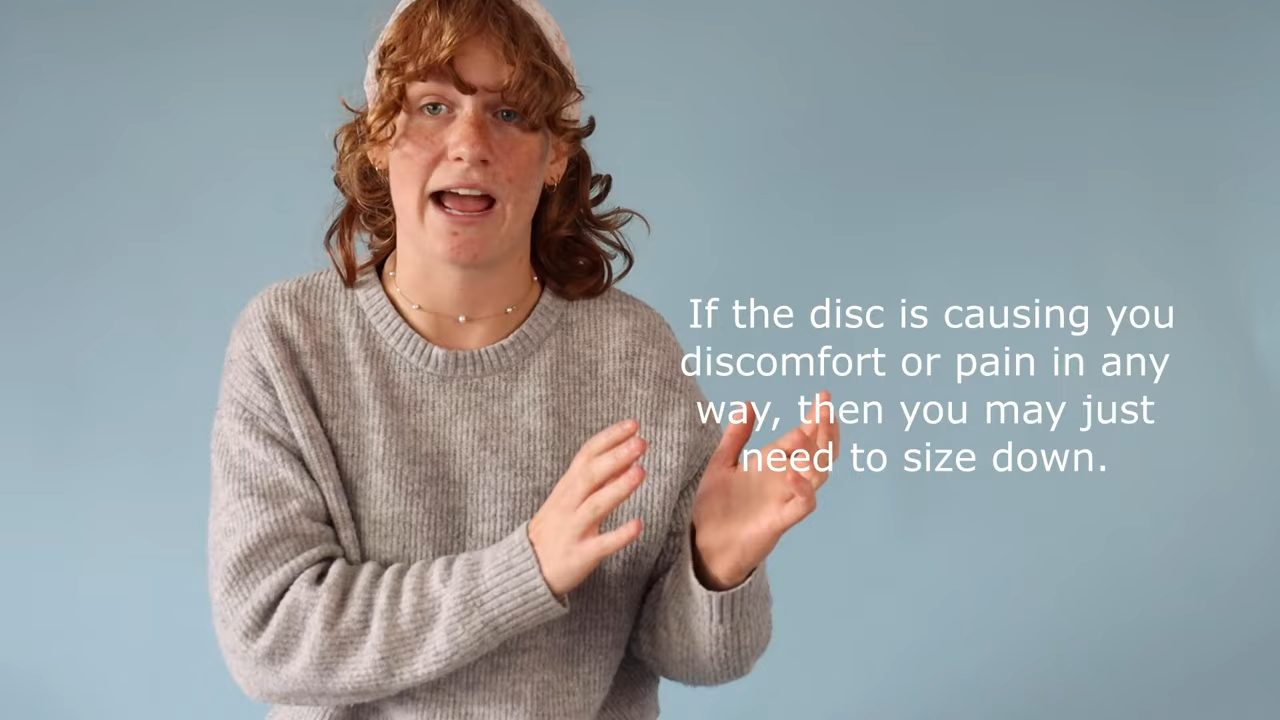 If the disc is causing you
discomfort or pain in any
way, then you may just
need to size down.